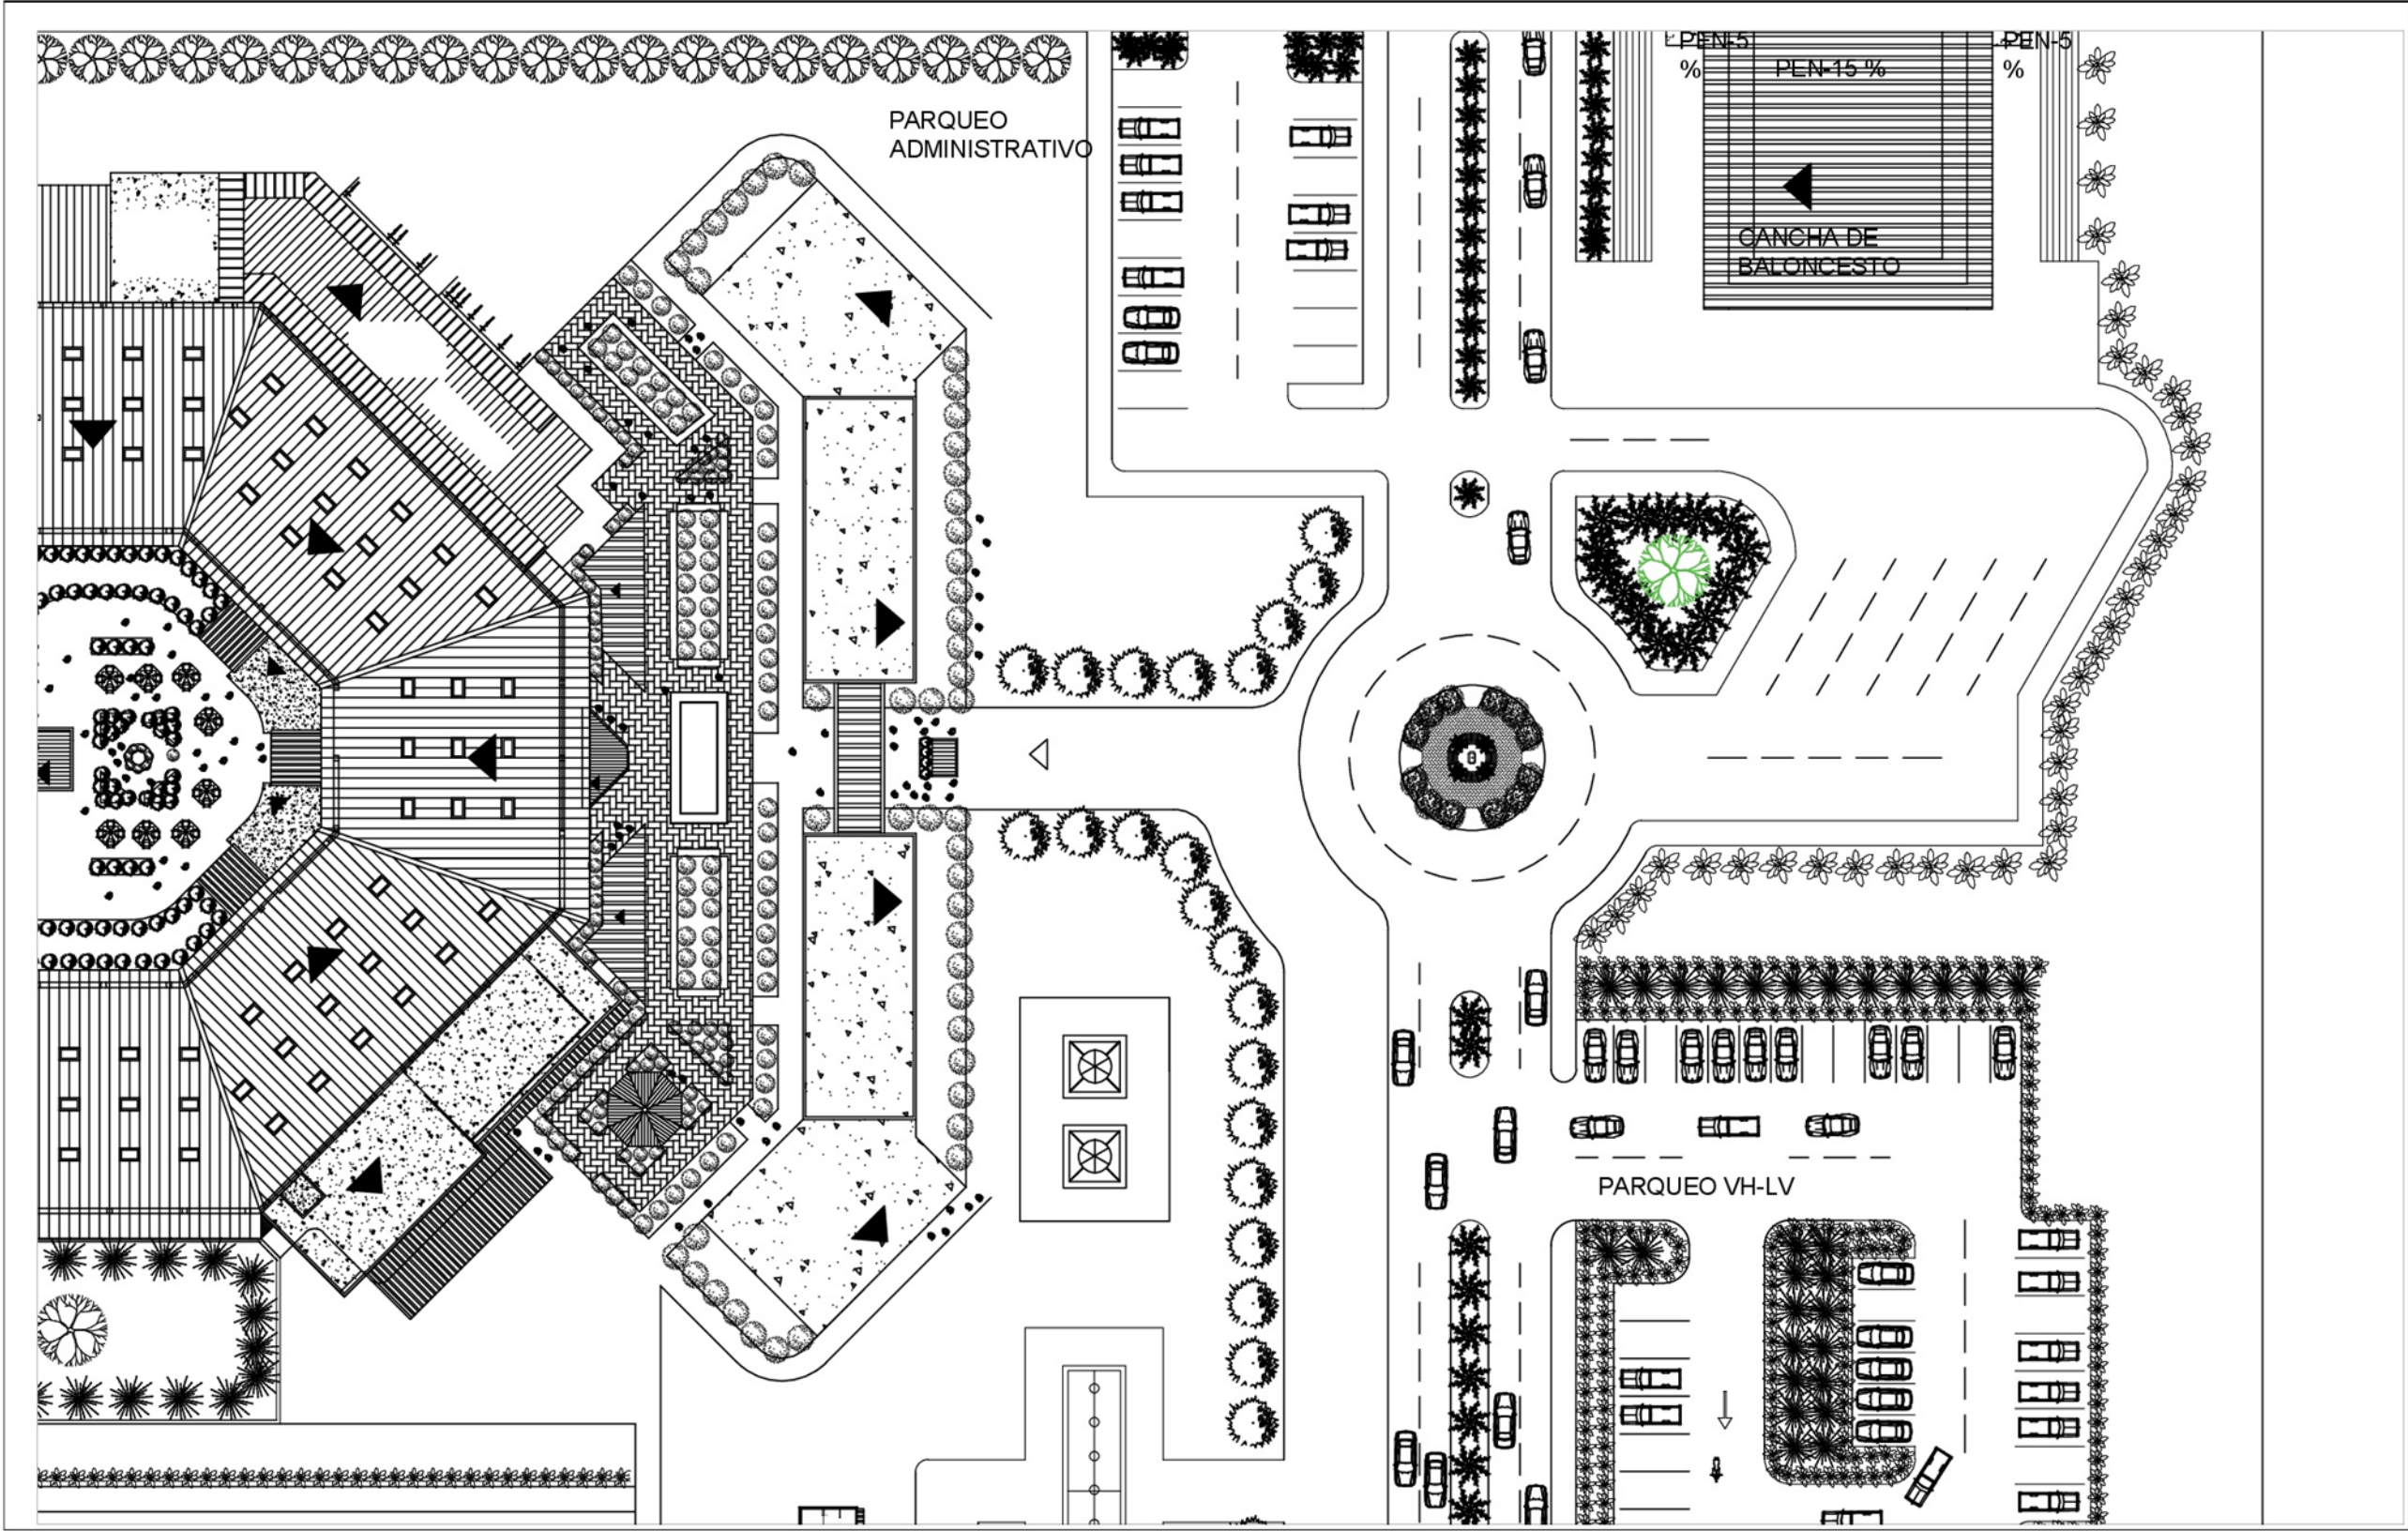 PEN-5
%
PEN-15 %
PEN-5
%
PARQUEO
ADMINISTRATIVO
CANCHA DE
BALONCESTO
PARQUEO VH-LV